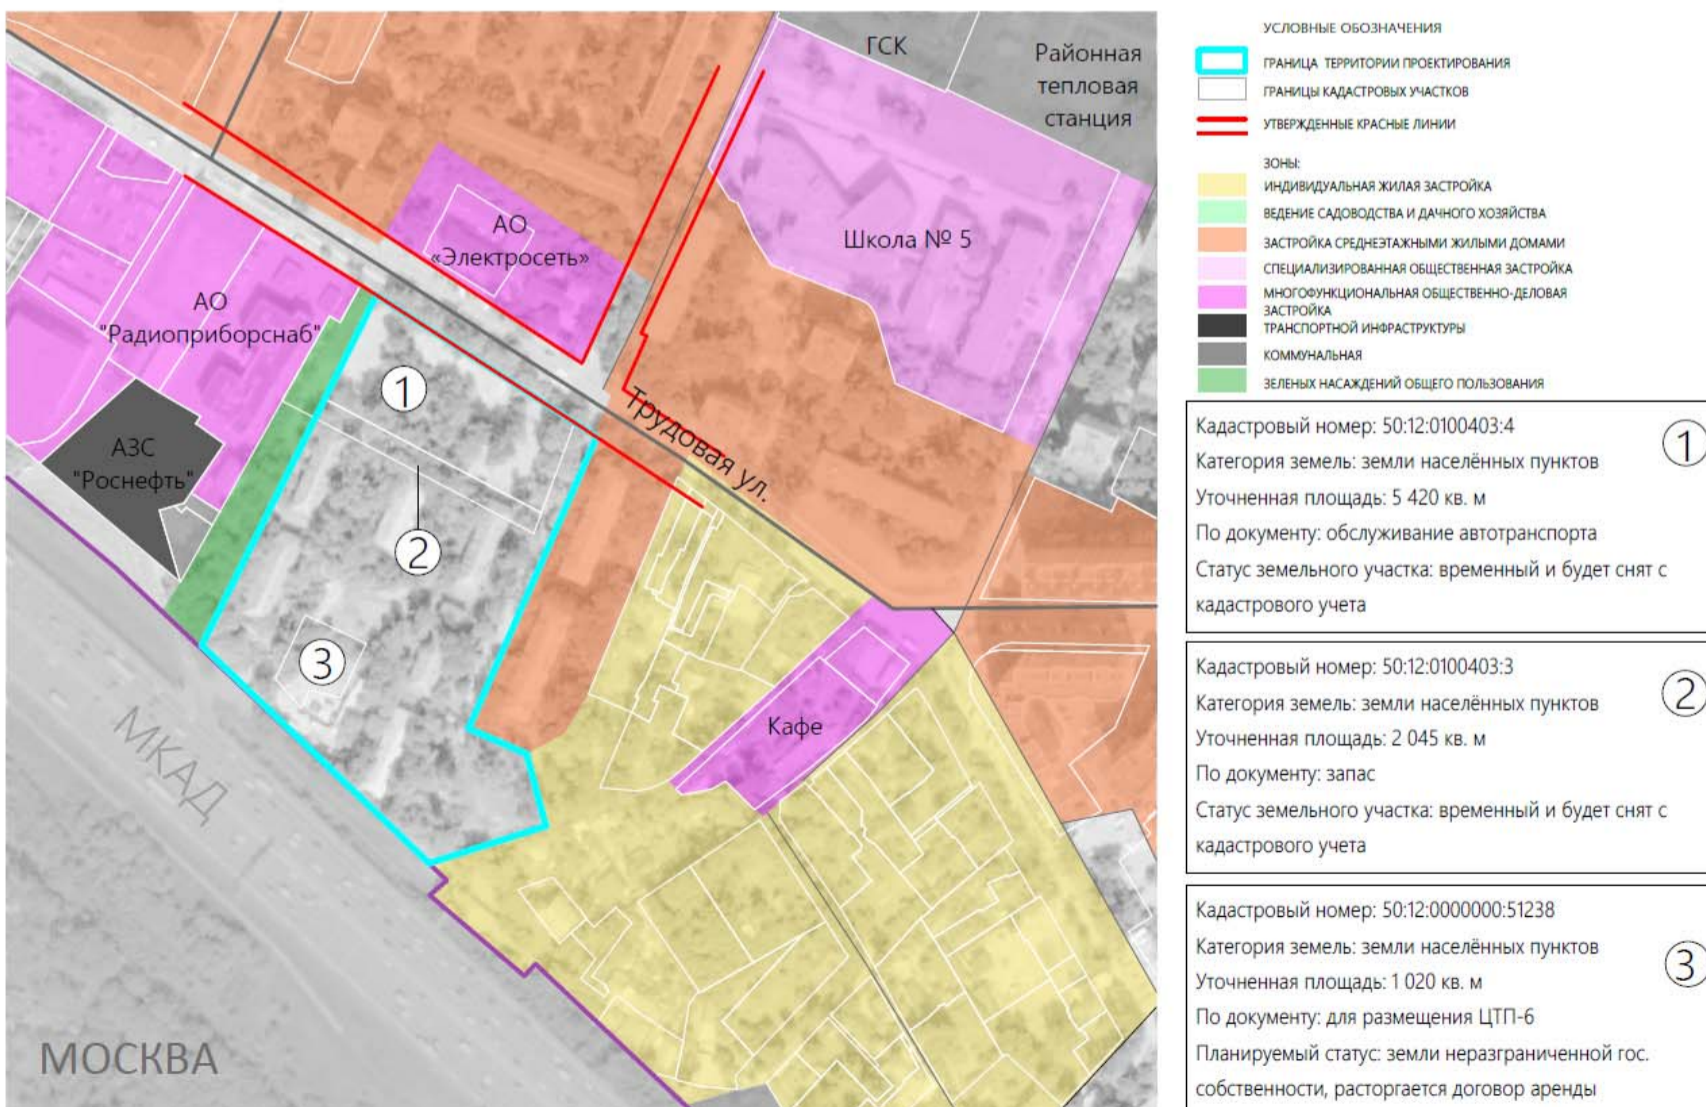 ГСК
Районная
тепловая
станция
АО
«Электросеть»
Школа № 5
АО
"Радиоприборснаб"
1
Трудовая ул.
АЗС
"Роснефть"
2
3
Кафе
МКАД
МОСКВА
УСЛОВНЫЕ ОБОЗНАЧЕНИЯ
ГРАНИЦА ТЕРРИТОРИИ ПРОЕКТИРОВАНИЯ
ГРАНИЦЫ КАДАСТРОВЫХ УЧАСТКОВ
УТВЕРЖДЕННЫЕ КРАСНЫЕ ЛИНИИ
ЗОНЫ:
ИНДИВИДУАЛЬНАЯ ЖИЛАЯ ЗАСТРОЙКА
ВЕДЕНИЕ САДОВОДСТВА И ДАЧНОГО ХОЗЯЙСТВА
ЗАСТРОЙКА СРЕДНЕЭТАЖНЫМИ ЖИЛЫМИ ДОМАМИ
СПЕЦИАЛИЗИРОВАННАЯ ОБЩЕСТВЕННАЯ ЗАСТРОЙКА
МНОГОФУНКЦИОНАЛЬНАЯ ОБЩЕСТВЕННО-ДЕЛОВАЯ
ЗАСТРОЙКА
ТРАНСПОРТНОЙ ИНФРАСТРУКТУРЫ
КОММУНАЛЬНАЯ
ЗЕЛЕНЫХ НАСАЖДЕНИЙ ОБЩЕГО ПОЛЬЗОВАНИЯ
Кадастровый номер: 50:12:0100403:4
1
Категория земель: земли населённых пунктов
Уточненная площадь: 5 420 кв. м
По документу: обслуживание автотранспорта
Статус земельного участка: временный и будет снят с
кадастрового учета
Кадастровый номер: 50:12:0100403:3
2
Категория земель: земли населённых пунктов
Уточненная площадь: 2 045 кв. м
По документу: запас
Статус земельного участка: временный и будет снят с
кадастрового учета
Кадастровый номер: 50:12:0000000:51238
3
Категория земель: земли населённых пунктов
Уточненная площадь: 1 020 кв. м
По документу: для размещения ЦТП-6
Планируемый статус: земли неразграниченной гос.
собственности, расторгается договор аренды